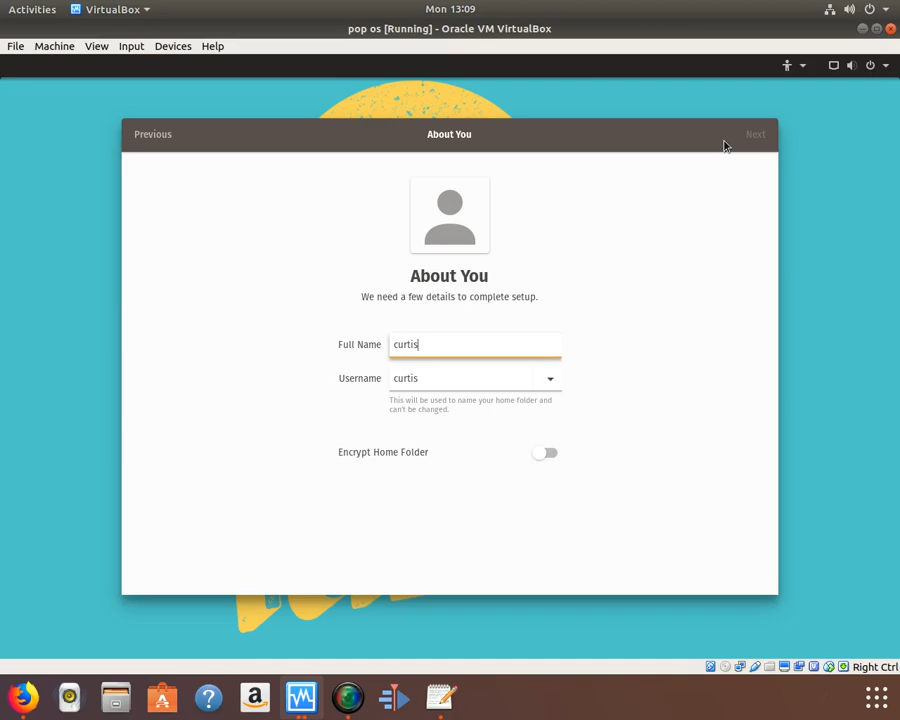 Activities VirtualBox Mon 13:09
pop os [Running] - Oracle VM VirtualBox
File Machine View Input Devices Help
Previous About You Next
About You
We need a few details to complete setup.
Full Name curtis
Username curtis
This will be used to name your home folder and
can't be changed.
Encrypt Home Folder
Right Ctrl